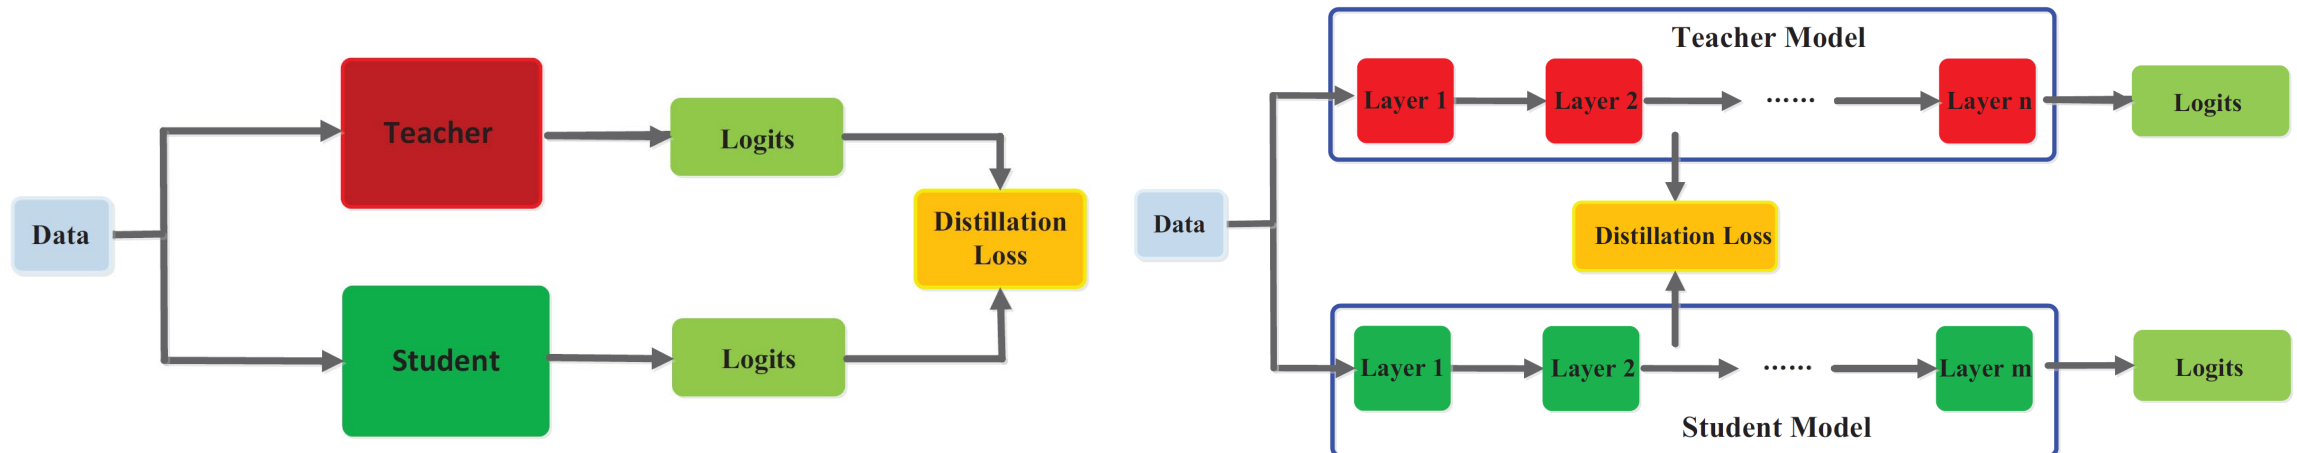 Data
Teacher
Logits
Distillation
Loss
Student
Logits
Teacher Model
Layer 1
Layer 2
......
Layer n
Logits
Data
Distillation Loss
Layer 1
Layer 2
......
Layer m
Logits
Student Model